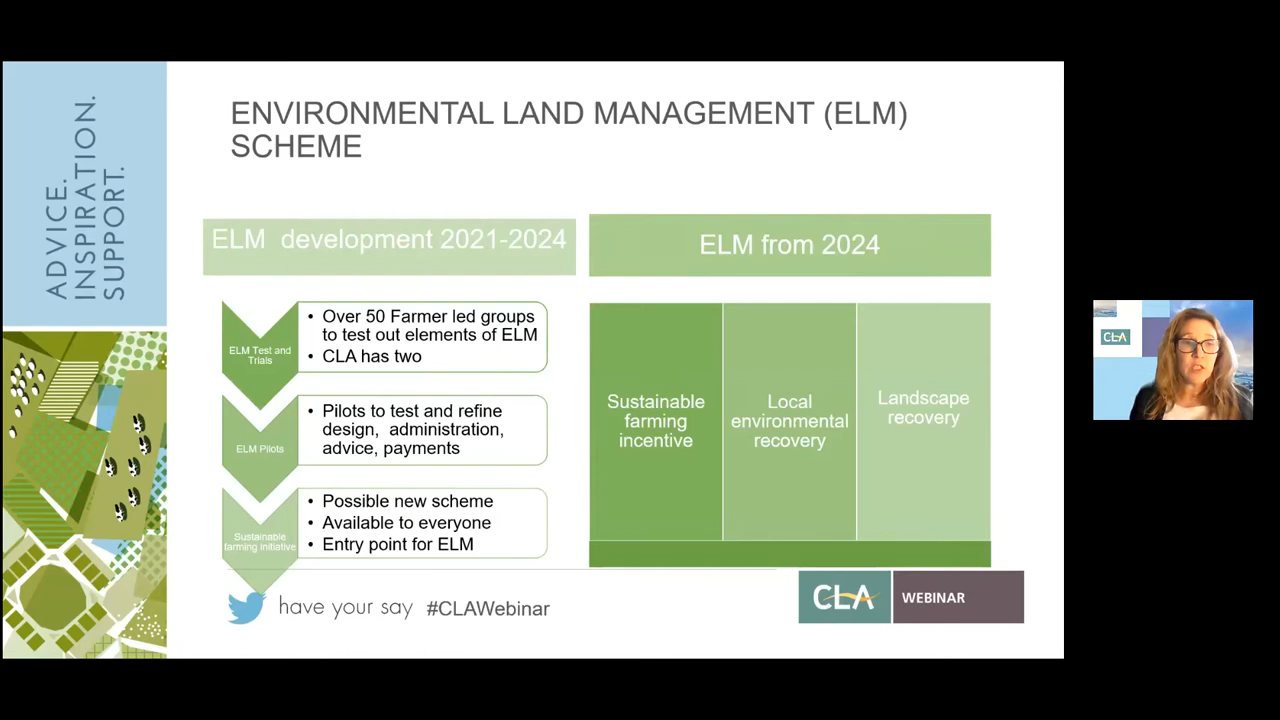 ADVICE.
INSPIRATION.
SUPPORT.
ENVIRONMENTAL LAND MANAGEMENT (ELM)
SCHEME
ELM development 2021-2024
ELM Test and
Trials
• Over 50 Farmer led groups
to test out elements of ELM
• CLA has two
ELM Pilots
• Pilots to test and refine
design, administration,
advice, payments
Sustainable
farming Initiative
• Possible new scheme
• Available to everyone
• Entry point for ELM
ELM from 2024
Sustainable
farming
incentive
Local
environmental
recovery
Landscape
recovery
have your say #CLAWebinar
CLA WEBINAR
CLA